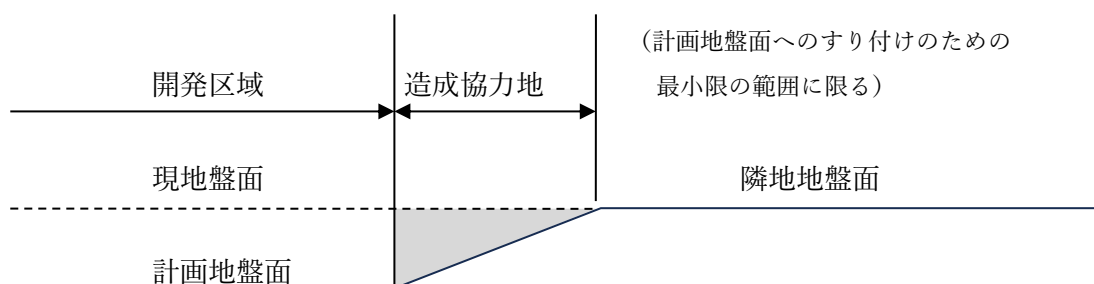 （計画地盤面へのすり付けのための
最小限の範囲に限る）
開発区域
造成協力地
現地盤面
隣地地盤面
計画地盤面